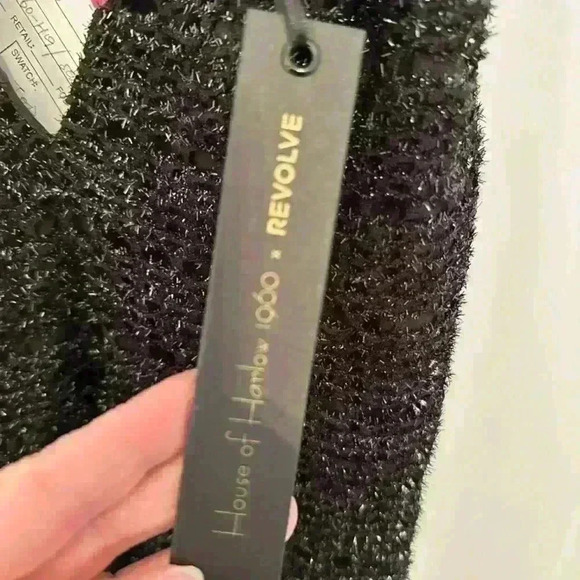 House of Harlow 1960 x REVOLVE
RETAIL:
SWATCH: